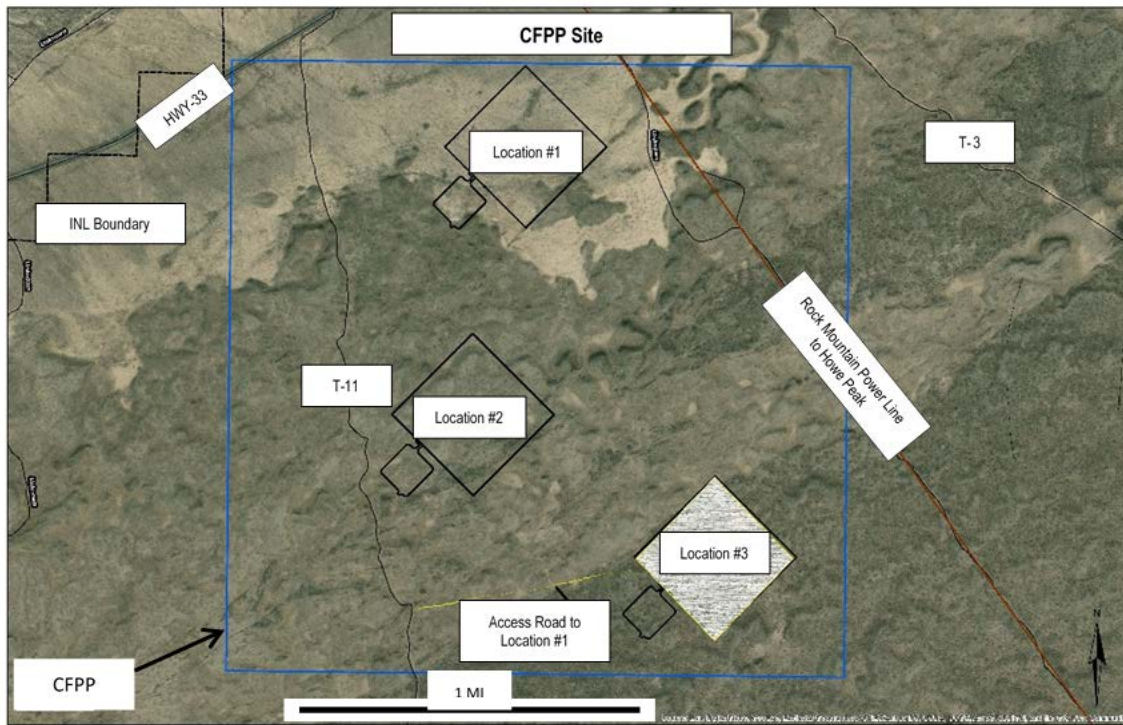 CFPP Site
HWY-33
Location #1
T- 3
INL Boundary
Rock Mountain Power Line
to Howe Peak
T-11
Location #2
Location #3
Access Road to
Location #1
N
CFPP
1 MI